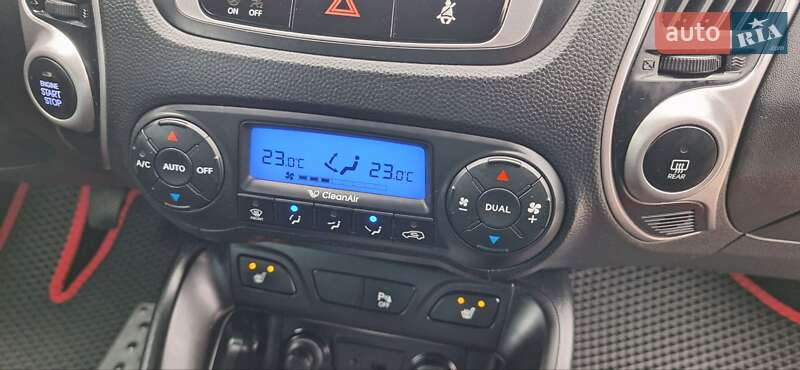 ON OFF
auto RIA
.com
ENGINE
START
STOP
A/C AUTO OFF
23.0°C 23.0°C
CleanAir
FRONT
DUAL
REAR
P OFF